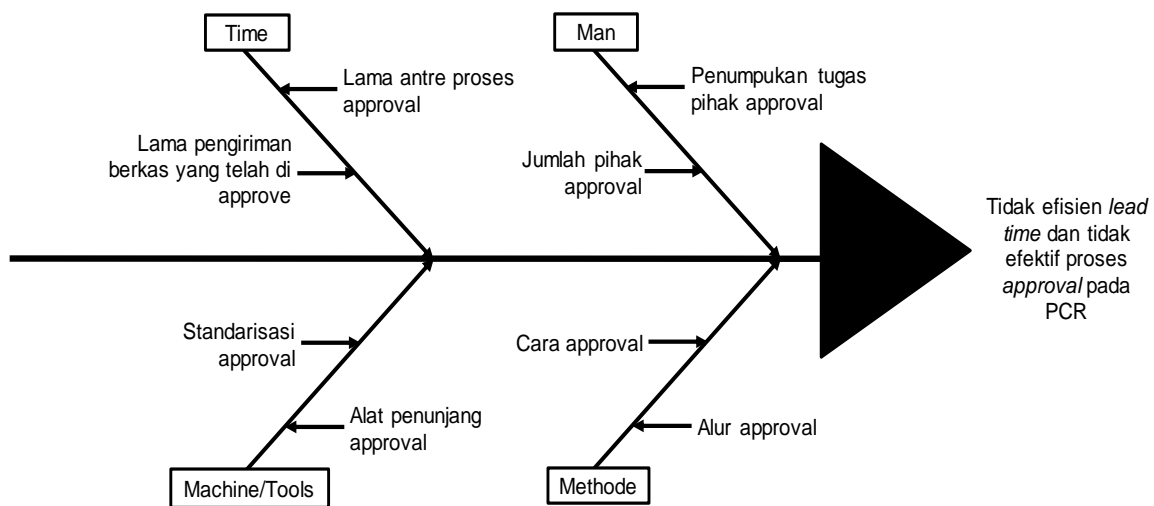 Time
Man
Lama antre proses
approval
Penumpukan tugas
pihak approval
Lama pengiriman
berkas yang telah di
approve
Jumlah pihak
approval
Tidak efisien lead
time dan tidak
efektif proses
approval pada
PCR
Standarisasi
approval
Cara approval
Alat penunjang
approval
Alur approval
Machine/Tools
Methode